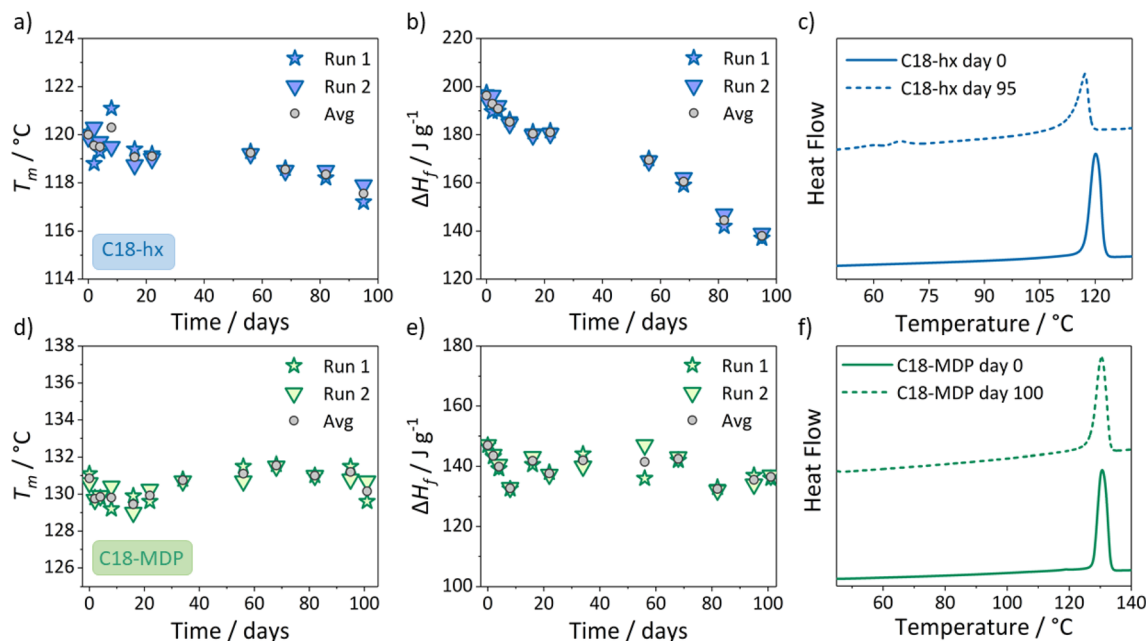 a)
124
122
120
118
116
114
T_m / °C
Run 1
Run 2
Avg
C18-hx
0
20
40
60
80
100
Time / days
b)
220
200
180
160
140
120
ΔH_f / J g⁻¹
Run 1
Run 2
Avg
0
20
40
60
80
100
Time / days
c)
Heat Flow
C18-hx day 0
C18-hx day 95
60
75
90
105
120
Temperature / °C
d)
138
136
134
132
130
128
126
T_m / °C
Run 1
Run 2
Avg
C18-MDP
0
20
40
60
80
100
Time / days
e)
180
160
140
120
100
ΔH_f / J g⁻¹
Run 1
Run 2
Avg
0
20
40
60
80
100
Time / days
f)
Heat Flow
C18-MDP day 0
C18-MDP day 100
60
80
100
120
140
Temperature / °C